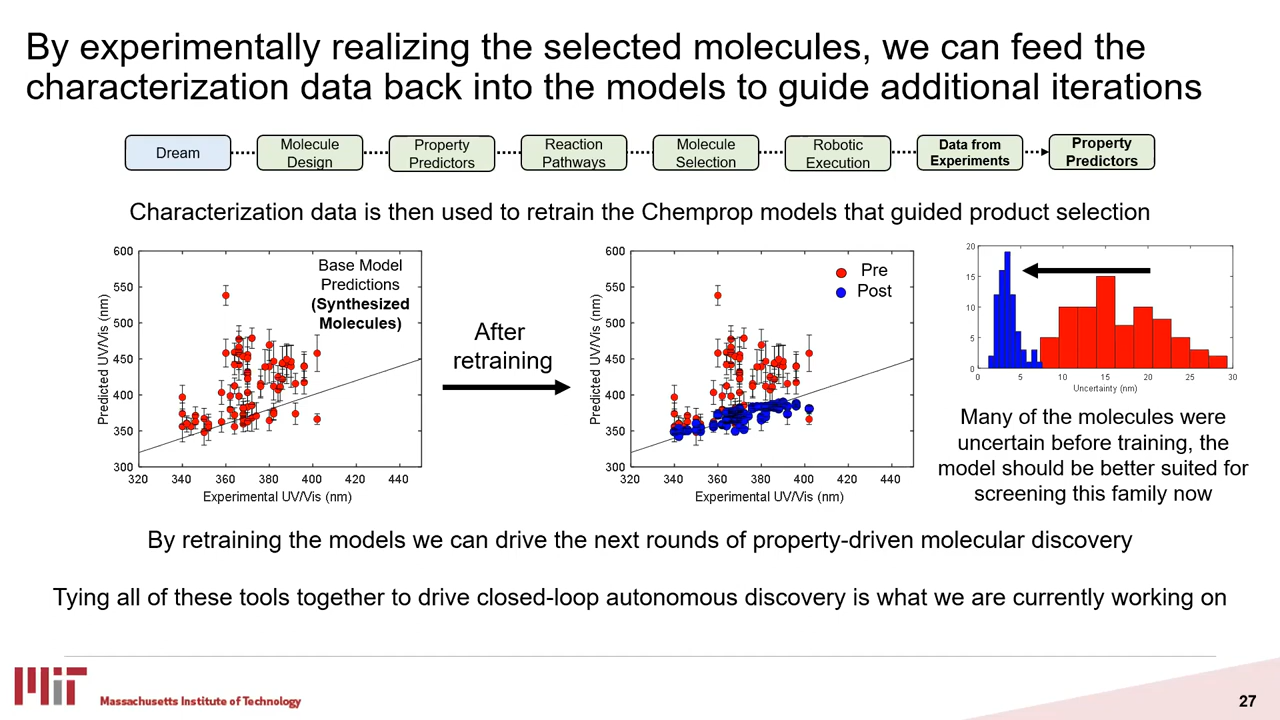 By experimentally realizing the selected molecules, we can feed the
characterization data back into the models to guide additional iterations
Dream
Molecule
Design
Property
Predictors
Reaction
Pathways
Molecule
Selection
Robotic
Execution
Data from
Experiments
Property
Predictors
Characterization data is then used to retrain the Chemprop models that guided product selection
600
550
500
450
400
350
300
320
340
360
380
400
420
440
Predicted UV/Vis (nm)
Experimental UV/Vis (nm)
Base Model
Predictions
(Synthesized
Molecules)
After
retraining
600
550
500
450
400
350
300
320
340
360
380
400
420
440
Predicted UV/Vis (nm)
Experimental UV/Vis (nm)
Pre
Post
20
15
10
5
0
0
5
10
15
20
25
30
Uncertainty (nm)
Many of the molecules were
uncertain before training, the
model should be better suited for
screening this family now
By retraining the models we can drive the next rounds of property-driven molecular discovery
Tying all of these tools together to drive closed-loop autonomous discovery is what we are currently working on
MIT
Massachusetts Institute of Technology
27